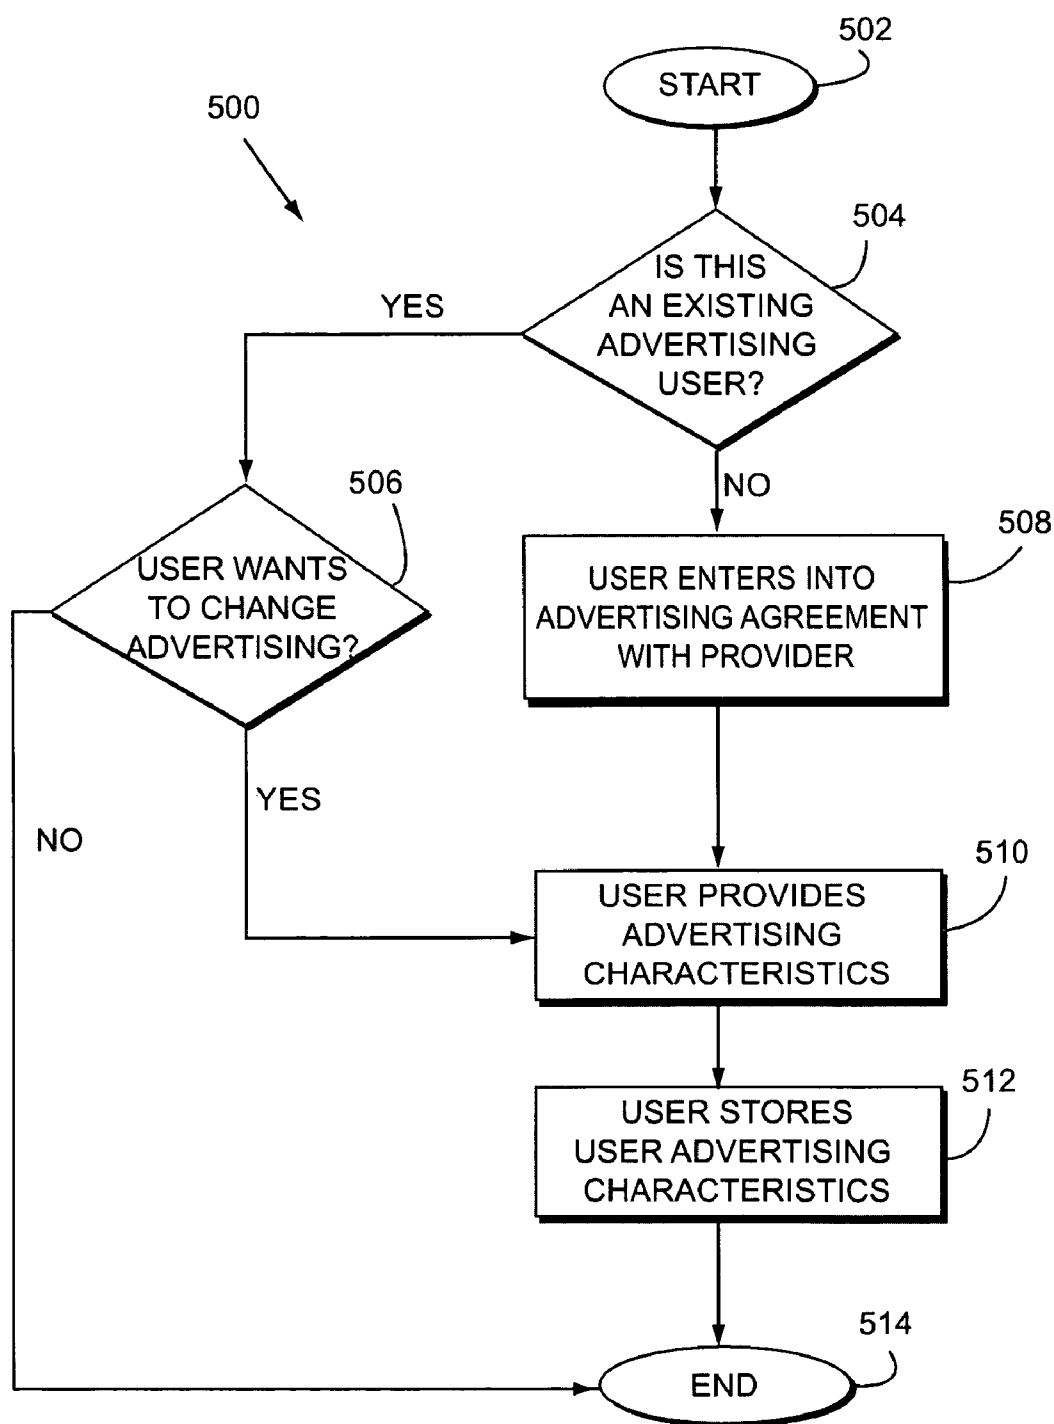 502
START
500
504
IS THIS
AN EXISTING
ADVERTISING
USER?
YES
NO
506
USER WANTS
TO CHANGE
ADVERTISING?
508
USER ENTERS INTO
ADVERTISING AGREEMENT
WITH PROVIDER
YES
NO
510
USER PROVIDES
ADVERTISING
CHARACTERISTICS
512
USER STORES
USER ADVERTISING
CHARACTERISTICS
514
END